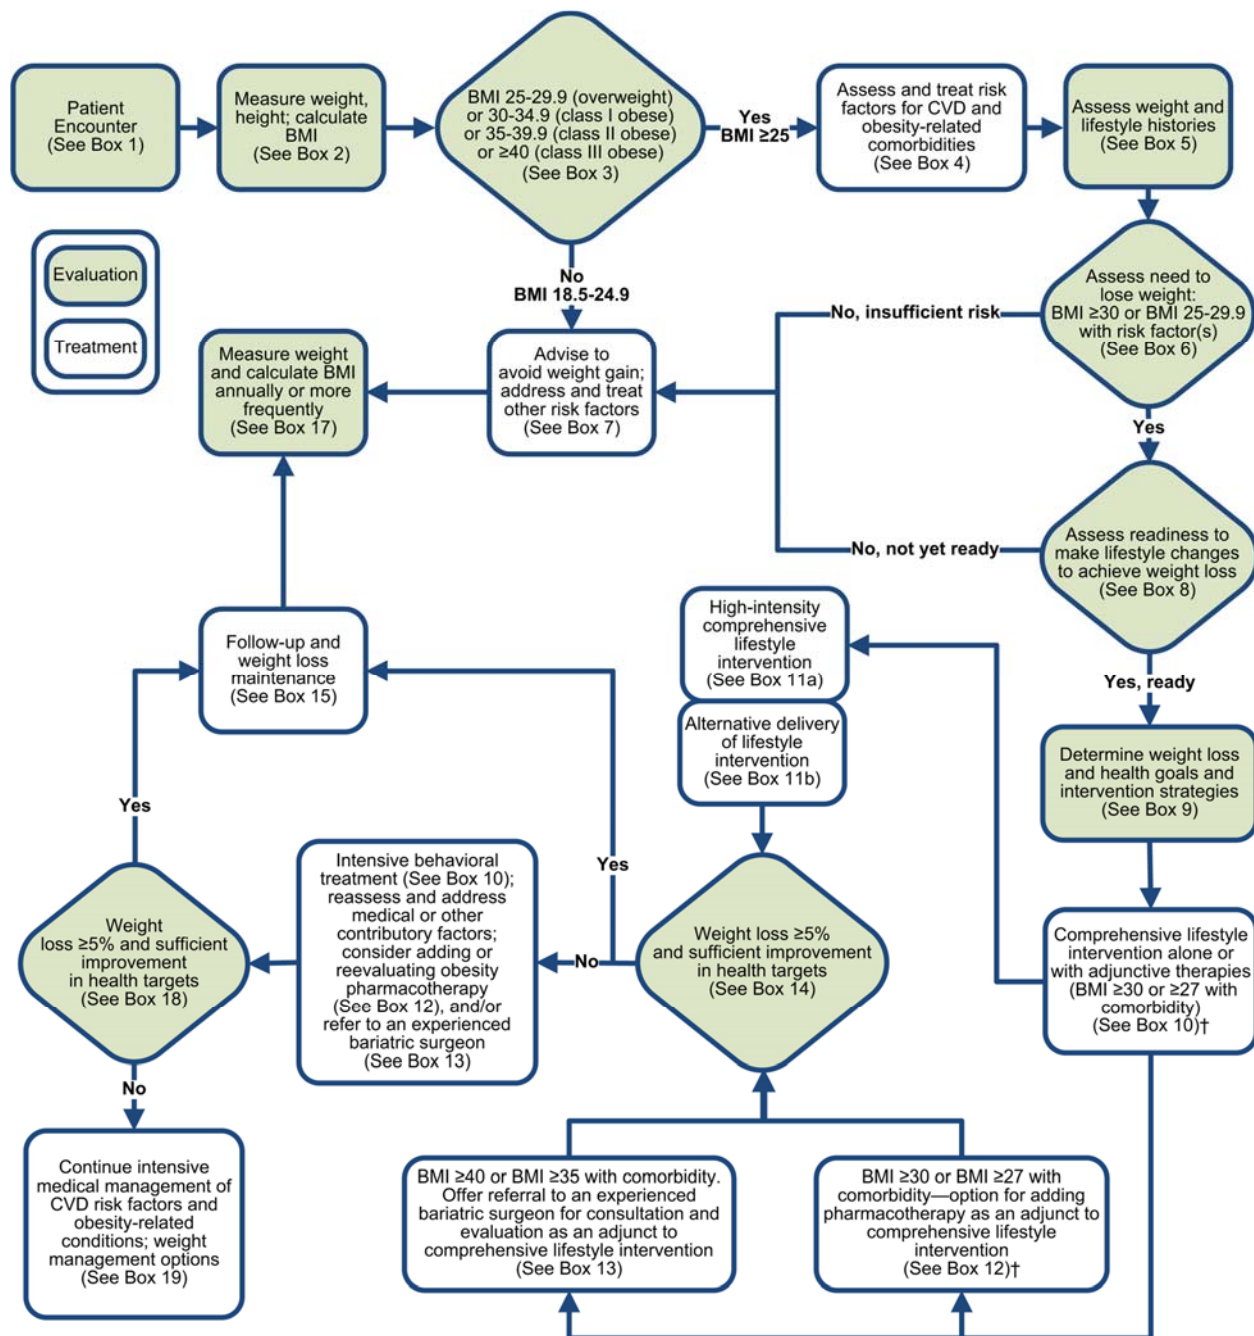 Patient
Encounter
(See Box 1)
Measure weight,
height; calculate
BMI
(See Box 2)
BMI 25-29.9 (overweight)
or 30-34.9 (class I obese)
or 35-39.9 (class II obese)
or ≥40 (class III obese)
(See Box 3)
Yes
BMI ≥25
Assess and treat risk
factors for CVD and
obesity-related
comorbidities
(See Box 4)
Assess weight and
lifestyle histories
(See Box 5)
Evaluation
Treatment
No
BMI 18.5-24.9
Assess need to
lose weight:
BMI ≥30 or BMI 25-29.9
with risk factor(s)
(See Box 6)
No, insufficient risk
Measure weight
and calculate BMI
annually or more
frequently
(See Box 17)
Advise to
avoid weight gain;
address and treat
other risk factors
(See Box 7)
Yes
Assess readiness to
make lifestyle changes
to achieve weight loss
(See Box 8)
No, not yet ready
High-intensity
comprehensive
lifestyle
intervention
(See Box 11a)
Follow-up and
weight loss
maintenance
(See Box 15)
Yes, ready
Alternative delivery
of lifestyle
intervention
(See Box 11b)
Determine weight loss
and health goals and
intervention strategies
(See Box 9)
Yes
Yes
Intensive behavioral
treatment (See Box 10);
reassess and address
medical or other
contributory factors;
consider adding or
reevaluating obesity
pharmacotherapy
(See Box 12), and/or
refer to an experienced
bariatric surgeon
(See Box 13)
Weight
loss ≥5% and sufficient
improvement
in health targets
(See Box 18)
No
Weight loss ≥5%
and sufficient improvement
in health targets
(See Box 14)
Comprehensive lifestyle
intervention alone or
with adjunctive therapies
(BMI ≥30 or ≥27 with
comorbidity)
(See Box 10)†
No
Continue intensive
medical management of
CVD risk factors and
obesity-related
conditions; weight
management options
(See Box 19)
BMI ≥40 or BMI ≥35 with comorbidity.
Offer referral to an experienced
bariatric surgeon for consultation and
evaluation as an adjunct to
comprehensive lifestyle intervention
(See Box 13)
BMI ≥30 or BMI ≥27 with
comorbidity—option for adding
pharmacotherapy as an adjunct to
comprehensive lifestyle
intervention
(See Box 12)†